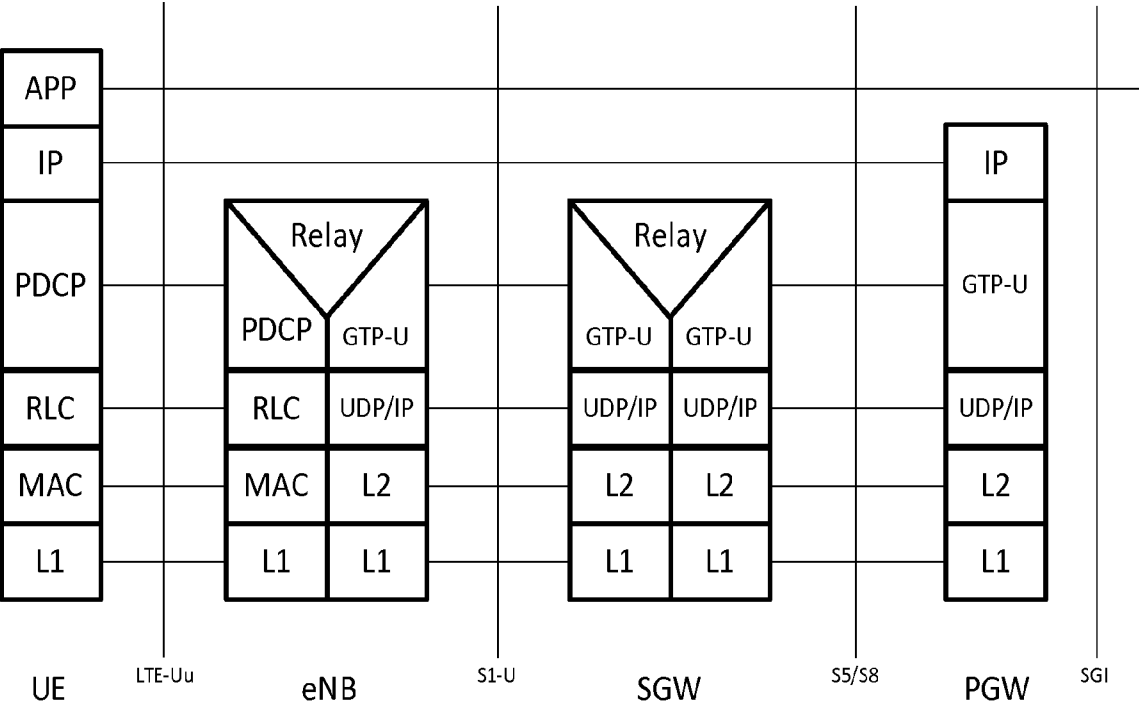 APP
IP IP
Relay Relay
PDCP GTP-U
PDCP GTP-U GTP-U GTP-U
RLC RLC UDP/IP UDP/IP UDP/IP UDP/IP
MAC MAC L2 L2 L2 L2
L1 L1 L1 L1 L1 L1
LTE-Uu S1-U S5/S8 SGI
UE eNB SGW PGW